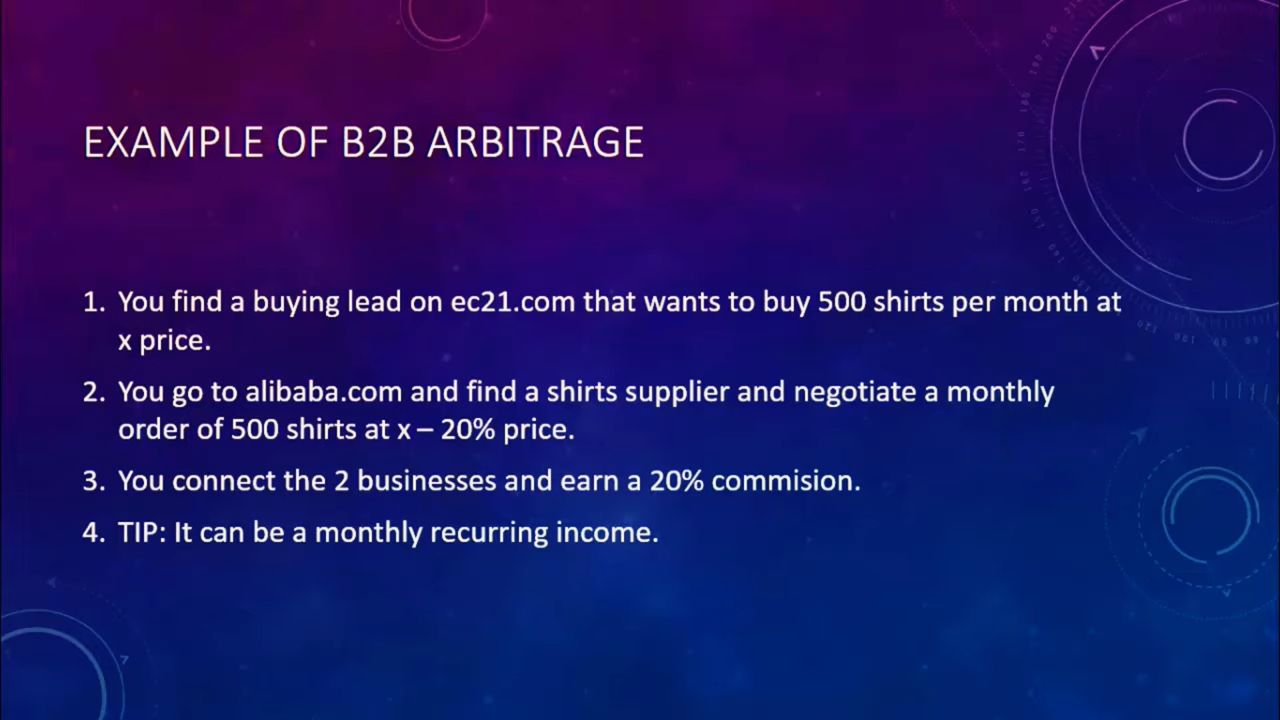 EXAMPLE OF B2B ARBITRAGE
1. You find a buying lead on ec21.com that wants to buy 500 shirts per month at
x price.
2. You go to alibaba.com and find a shirts supplier and negotiate a monthly
order of 500 shirts at x – 20% price.
3. You connect the 2 businesses and earn a 20% commision.
4. TIP: It can be a monthly recurring income.